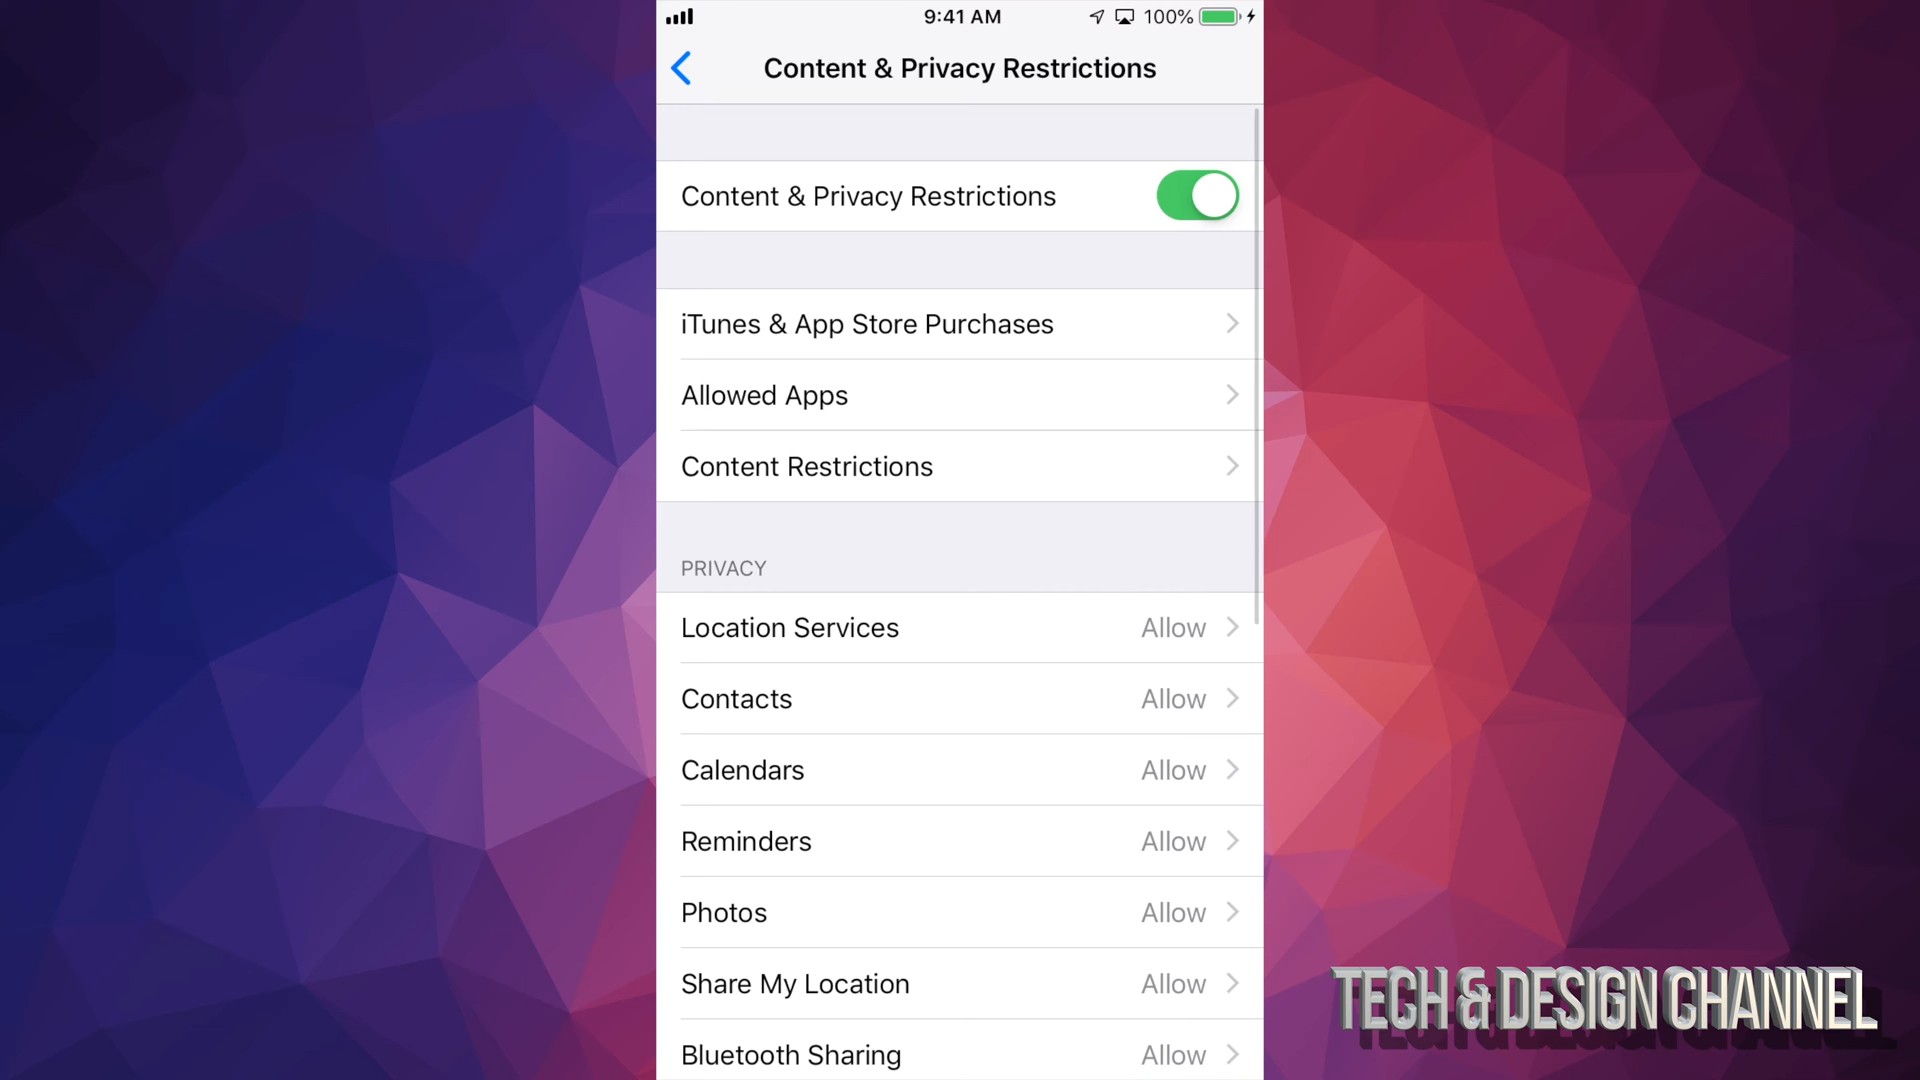 9:41 AM
100%
Content & Privacy Restrictions
Content & Privacy Restrictions
iTunes & App Store Purchases
Allowed Apps
Content Restrictions
PRIVACY
Location Services Allow
Contacts Allow
Calendars Allow
Reminders Allow
Photos Allow
Share My Location Allow
Bluetooth Sharing Allow
TECH & DESIGN CHANNEL